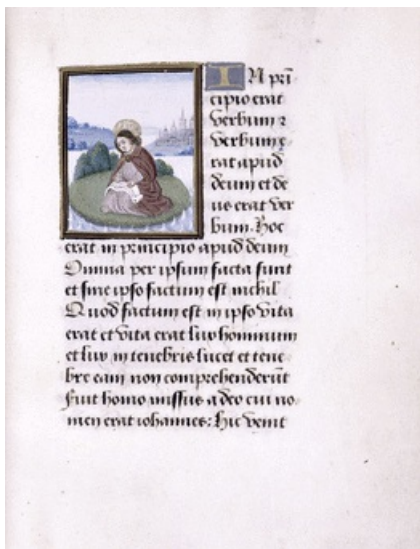 IN pri̅
cipio erat
verbum ⁊
verbum e
rat apud
deum et de
us erat ver
bum. Hoc
erat in principio apud deum
Omnia per ipsum facta sunt
et sine ipso factum est nichil
Quod factum est in ipso vita
erat et vita erat lux hominum
et lux in tenebris lucet et tene
bre eam non comprehenderu̅t
Fuit homo missus a deo cui no
men erat iohannes: Hic venit